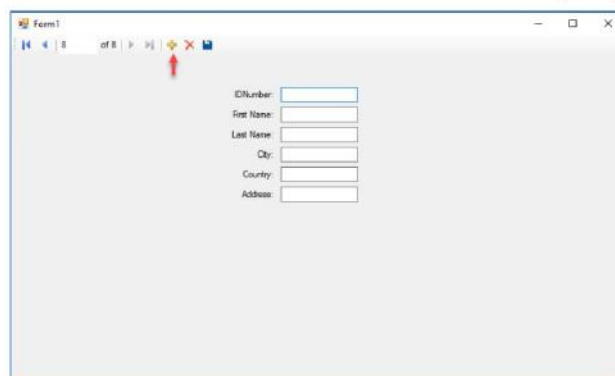 Form1
8 of 8
IDNumber:
First Name:
Last Name:
City:
Country:
Address: